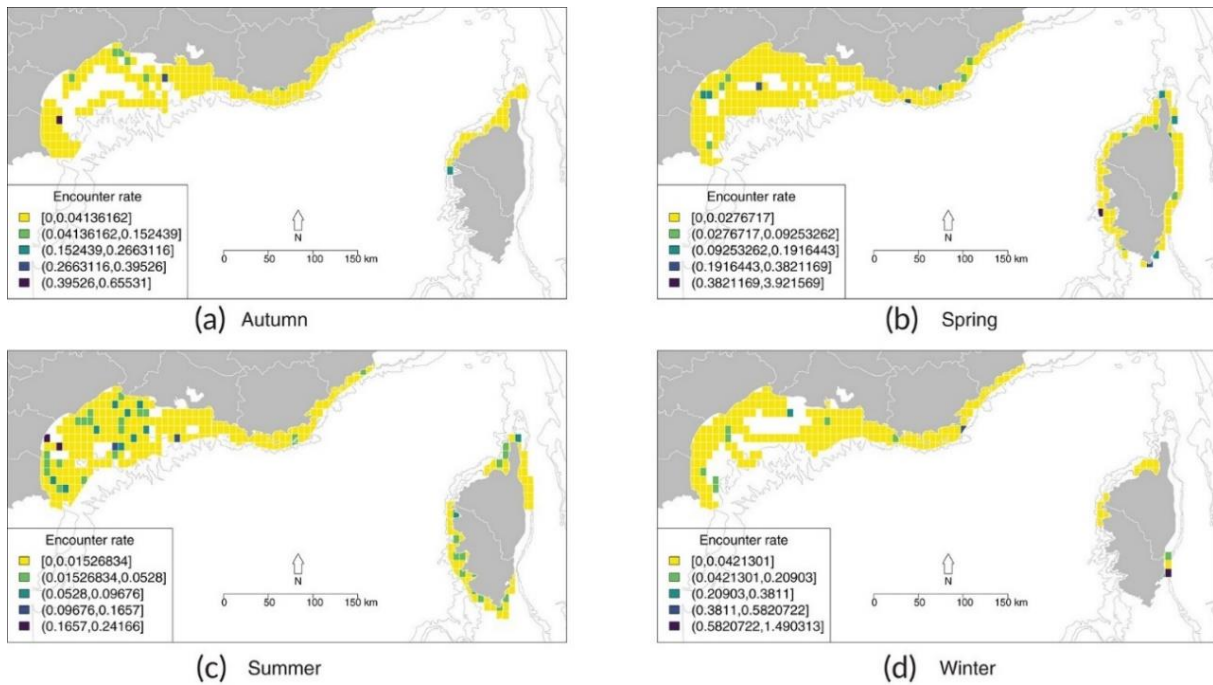 Encounter rate
[0,0.04136162]
(0.04136162,0.152439]
(0.152439,0.2663116]
(0.2663116,0.39526]
(0.39526,0.65531]
N
0 50 100 150 km
(a) Autumn
Encounter rate
[0,0.0276717]
(0.0276717,0.09253262]
(0.09253262,0.1916443]
(0.1916443,0.3821169]
(0.3821169,3.921569]
N
0 50 100 150 km
(b) Spring
Encounter rate
[0,0.01526834]
(0.01526834,0.0528]
(0.0528,0.09676]
(0.09676,0.1657]
(0.1657,0.24166]
N
0 50 100 150 km
(c) Summer
Encounter rate
[0,0.0421301]
(0.0421301,0.20903]
(0.20903,0.3811]
(0.3811,0.5820722]
(0.5820722,1.490313]
N
0 50 100 150 km
(d) Winter